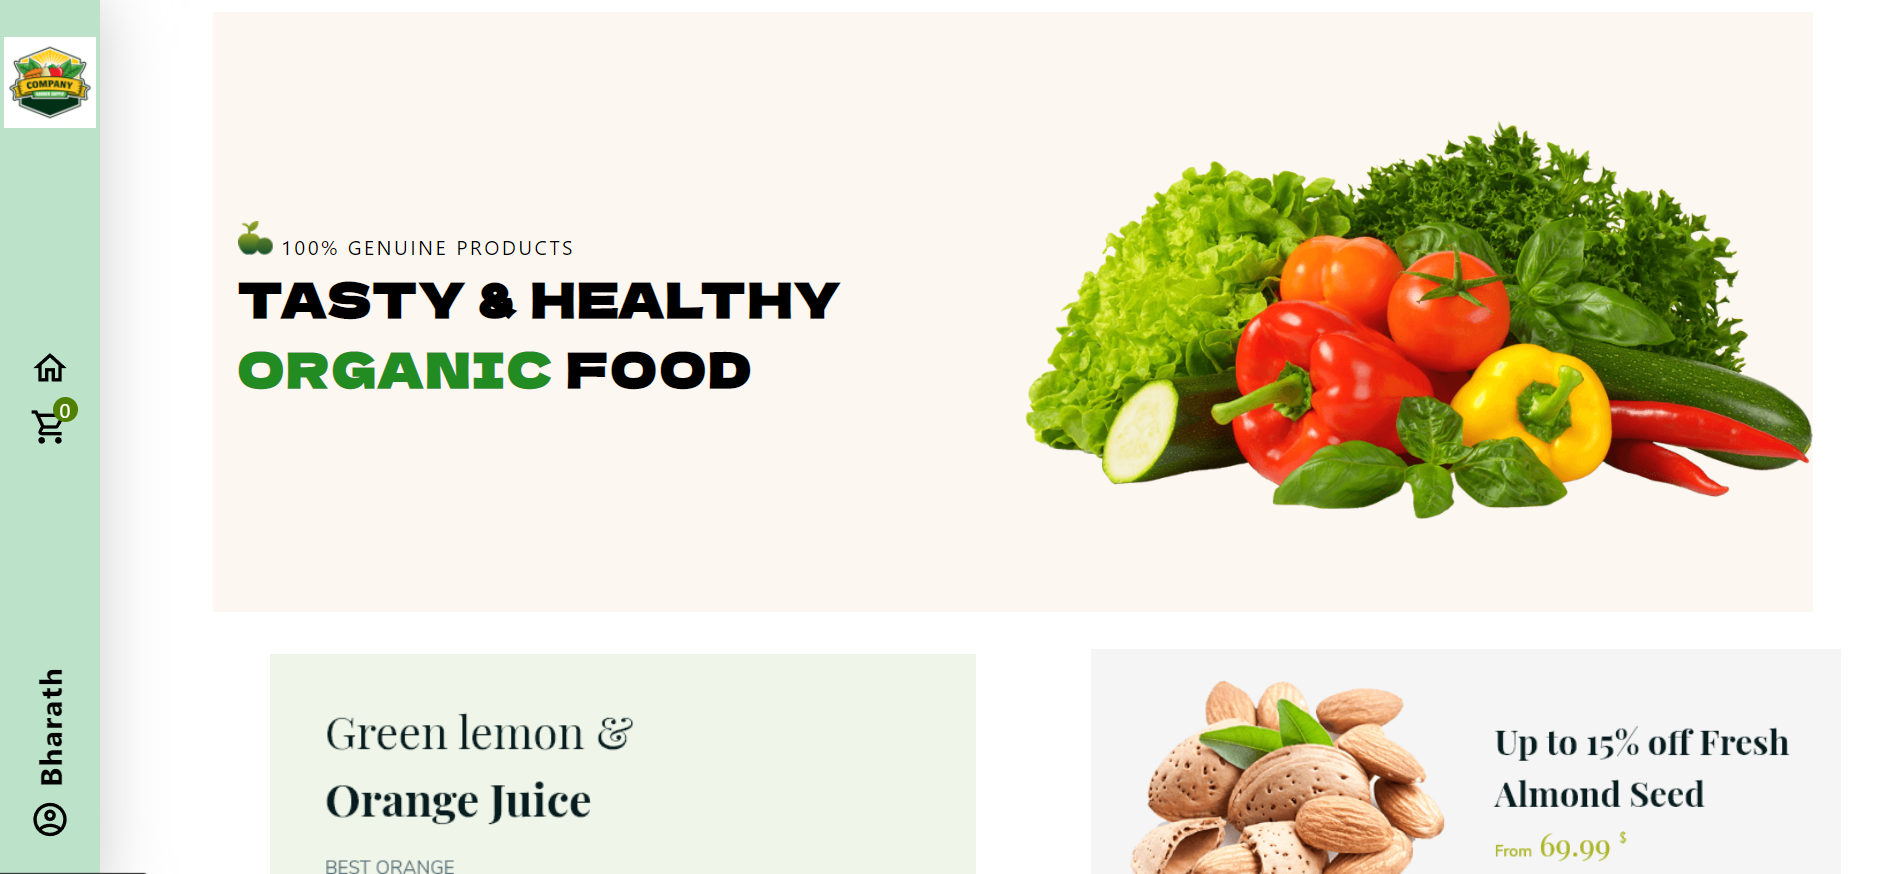 COMPANY
0
Bharath
100% GENUINE PRODUCTS
TASTY & HEALTHY
ORGANIC FOOD
Green lemon &
Orange Juice
BEST ORANGE
Up to 15% off Fresh
Almond Seed
From 69.99 $